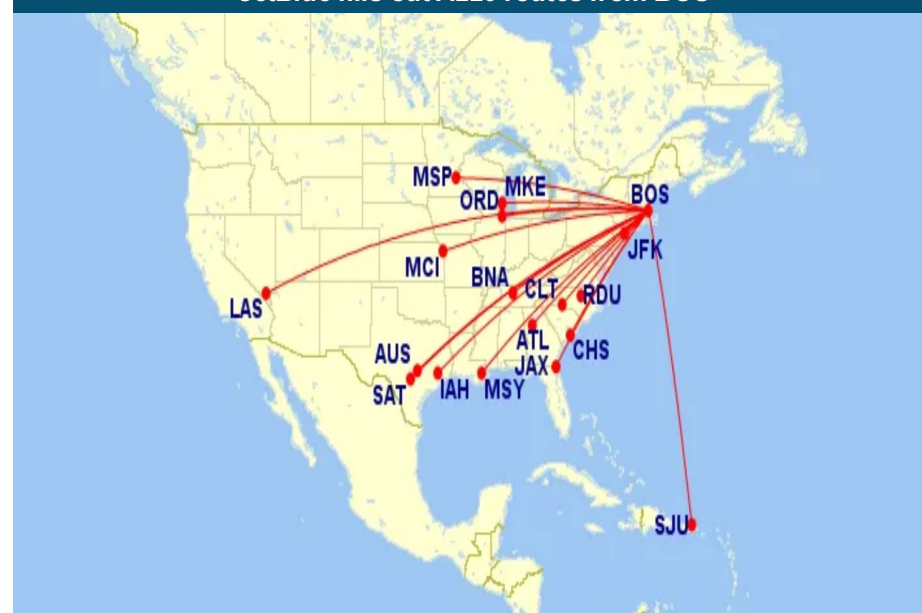 MSP
MKE
ORD
BOS
JFK
MCI
BNA
CLT
RDU
LAS
ATL
CHS
AUS
JAX
SAT
IAH
MSY
SJU